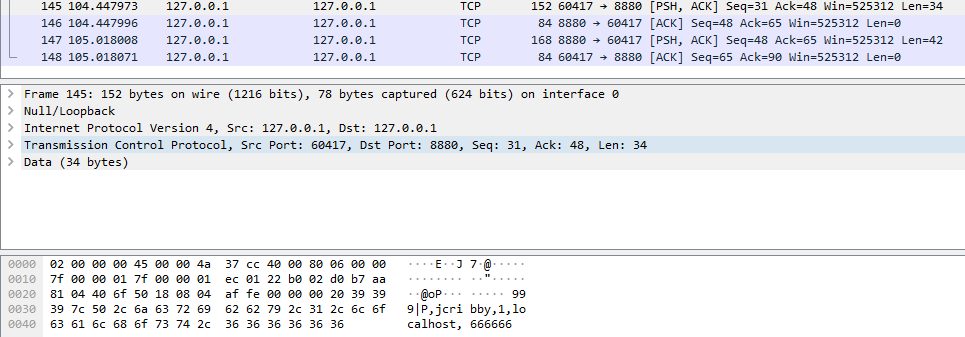 145 104.447973 127.0.0.1 127.0.0.1 TCP 152 60417 → 8880 [PSH, ACK] Seq=31 Ack=48 Win=525312 Len=34
146 104.447996 127.0.0.1 127.0.0.1 TCP 84 8880 → 60417 [ACK] Seq=48 Ack=65 Win=525312 Len=0
147 105.018008 127.0.0.1 127.0.0.1 TCP 168 8880 → 60417 [PSH, ACK] Seq=48 Ack=65 Win=525312 Len=42
148 105.018071 127.0.0.1 127.0.0.1 TCP 84 60417 → 8880 [ACK] Seq=65 Ack=90 Win=525312 Len=0
Frame 145: 152 bytes on wire (1216 bits), 78 bytes captured (624 bits) on interface 0
Null/Loopback
Internet Protocol Version 4, Src: 127.0.0.1, Dst: 127.0.0.1
Transmission Control Protocol, Src Port: 60417, Dst Port: 8880, Seq: 31, Ack: 48, Len: 34
Data (34 bytes)
0000 02 00 00 00 45 00 00 4a 37 cc 40 00 80 06 00 00 ····E··J 7·@·····
0010 7f 00 00 01 7f 00 00 01 ec 01 22 b0 02 d0 b7 aa ········ ··"·····
0020 81 04 40 6f 50 18 08 04 af fe 00 00 00 20 39 39 ··@oP··· ····· 99
0030 39 7c 50 2c 6a 63 72 69 62 62 79 2c 31 2c 6c 6f 9|P,jcri bby,1,lo
0040 63 61 6c 68 6f 73 74 2c 36 36 36 36 36 36 calhost, 666666